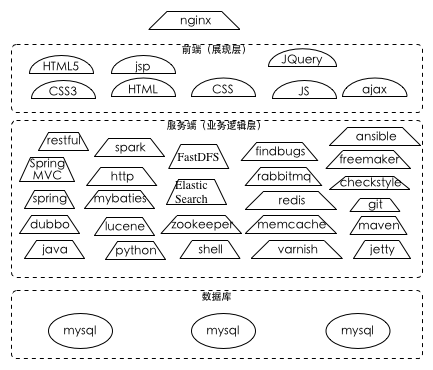 nginx
前端（展现层）
HTML5
jsp
JQuery
CSS3
HTML
CSS
JS
ajax
服务端（业务逻辑层）
restful
spark
FastDFS
findbugs
ansible
Spring
MVC
http
rabbitmq
freemaker
spring
mybaties
Elastic
Search
redis
checkstyle
git
dubbo
lucene
zookeeper
memcache
maven
java
python
shell
varnish
jetty
数据库
mysql
mysql
mysql